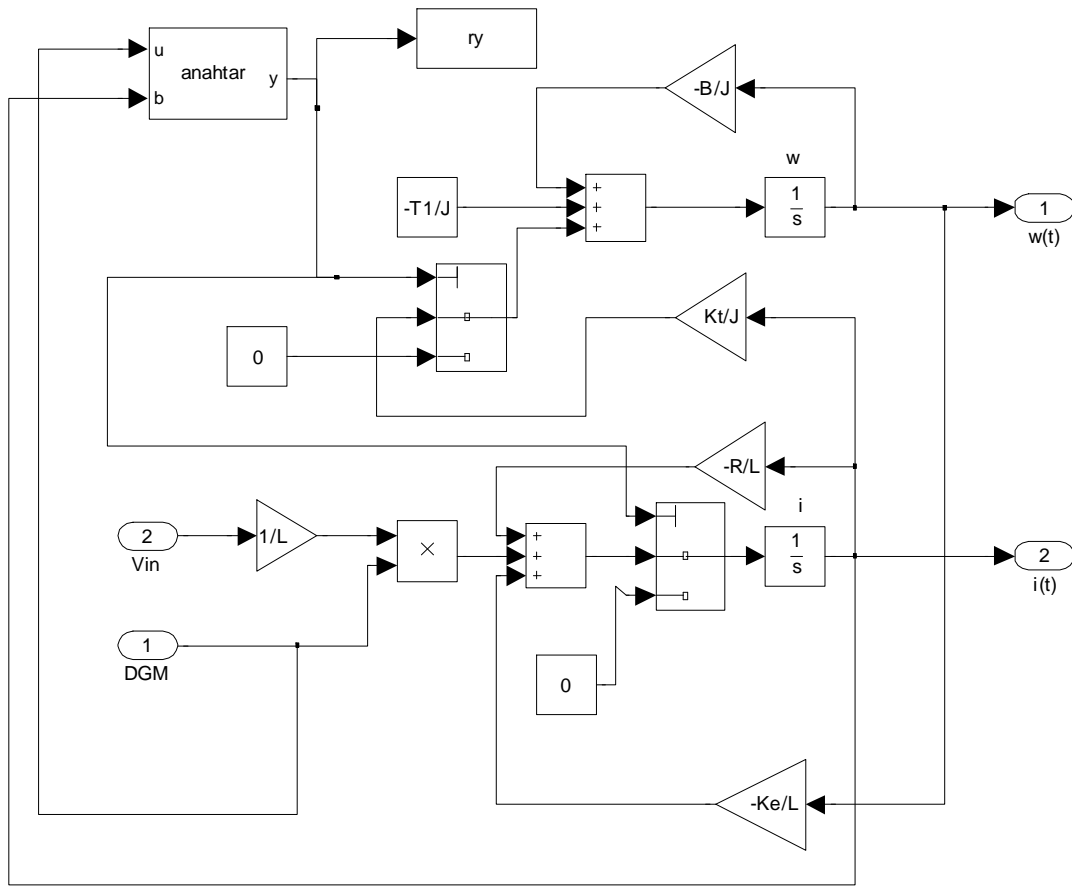 u
b
anahtar
y
ry
-B/J
w
-T1/J
+
+
+
1
s
1
w(t)
Kt/J
0
-R/L
i
2
Vin
1/L
×
+
+
+
1
s
2
i(t)
1
DGM
0
-Ke/L